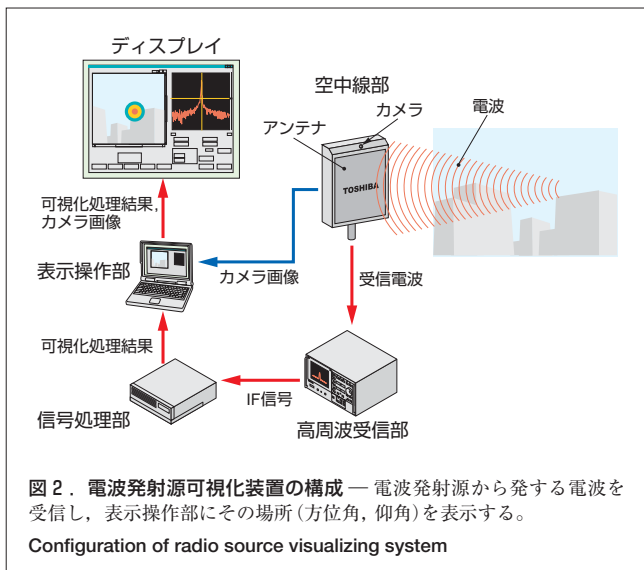 ディスプレイ
空中線部
カメラ
電波
アンテナ
TOSHIBA
可視化処理結果,
カメラ画像
表示操作部
カメラ画像
受信電波
可視化処理結果
IF信号
信号処理部
高周波受信部
図2. 電波発射源可視化装置の構成 — 電波発射源から発する電波を
受信し，表示操作部にその場所（方位角，仰角）を表示する。
Configuration of radio source visualizing system